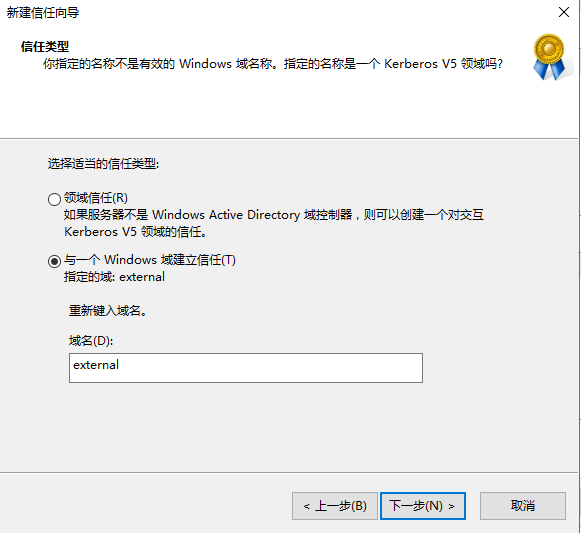 新建信任向导
信任类型
你指定的名称不是有效的 Windows 域名称。指定的名称是一个 Kerberos V5 领域吗?
选择适当的信任类型:
领域信任(R)
如果服务器不是 Windows Active Directory 域控制器，则可以创建一个对交互
Kerberos V5 领域的信任。
与一个 Windows 域建立信任(T)
指定的域: external
重新键入域名。
域名(D):
external
< 上一步(B)
下一步(N) >
取消